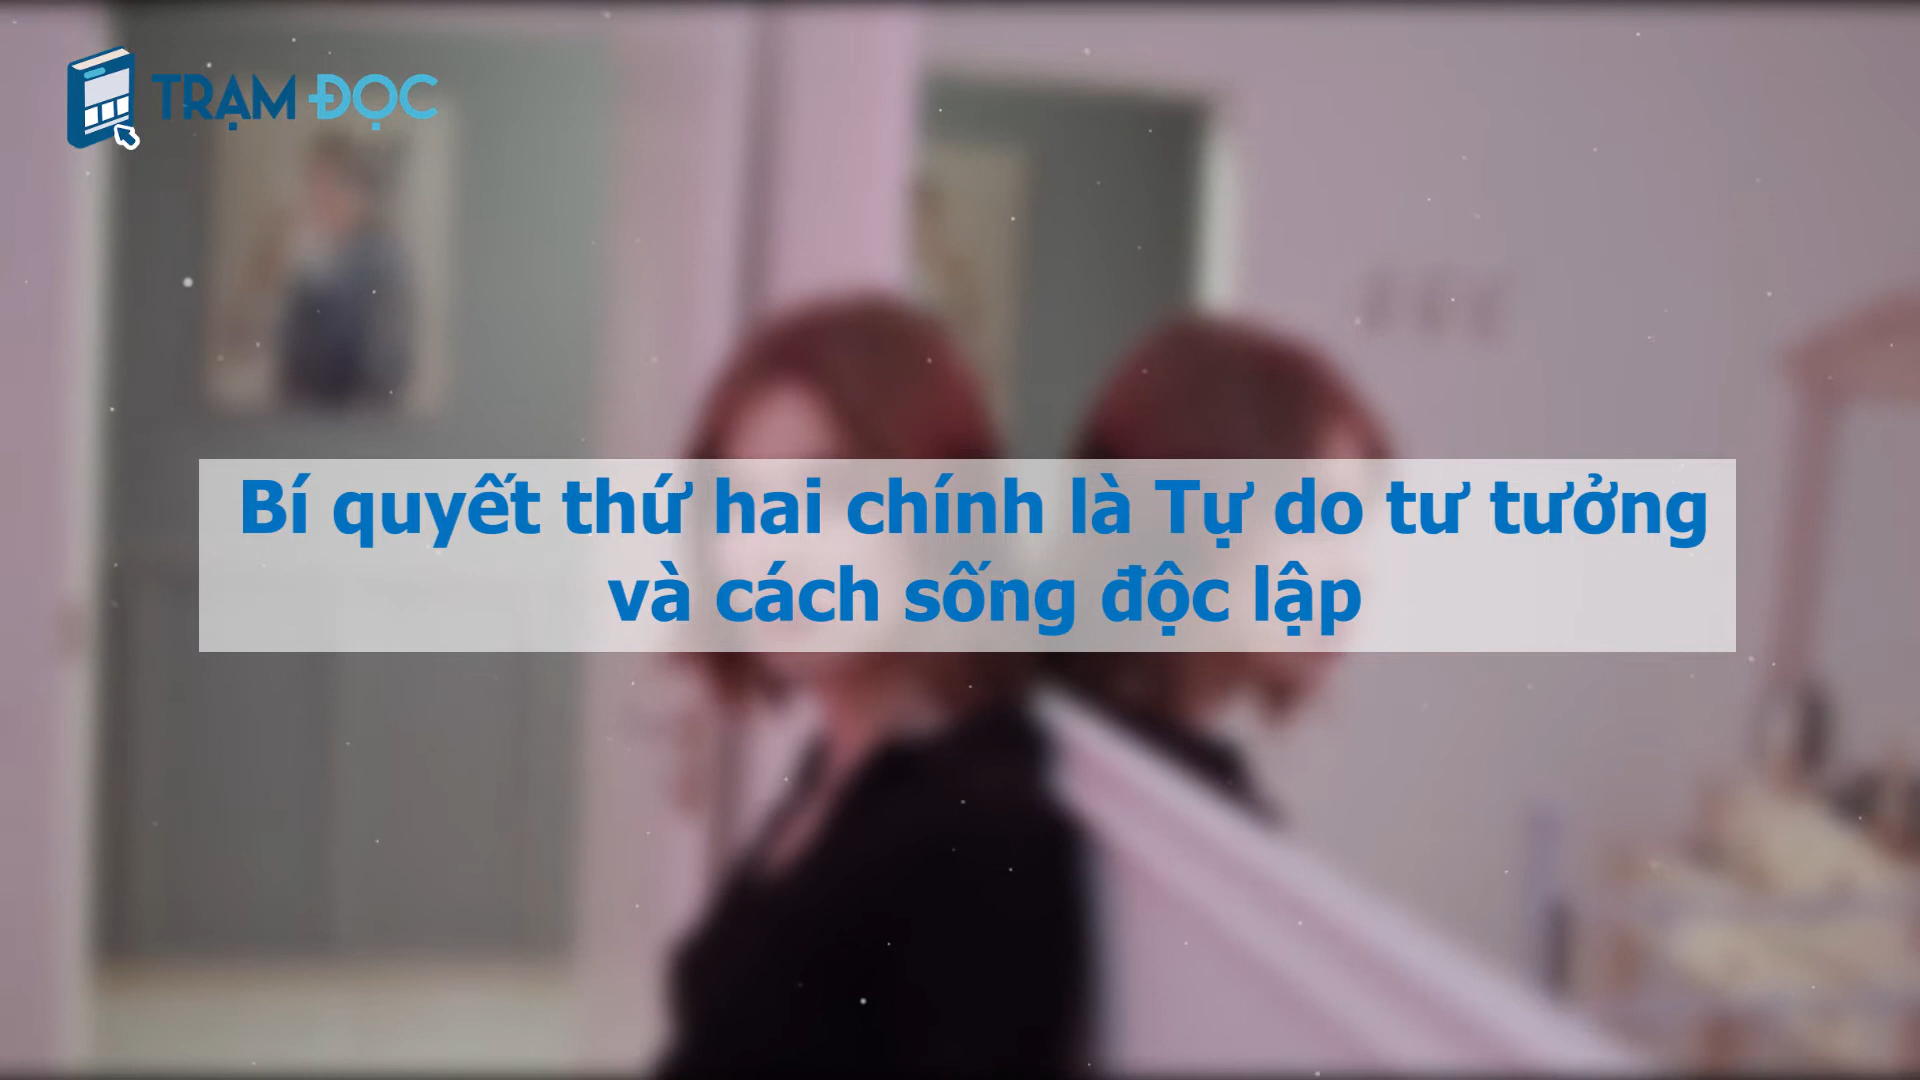 TRẠM ĐỌC
Bí quyết thứ hai chính là Tự do tư tưởng
và cách sống độc lập